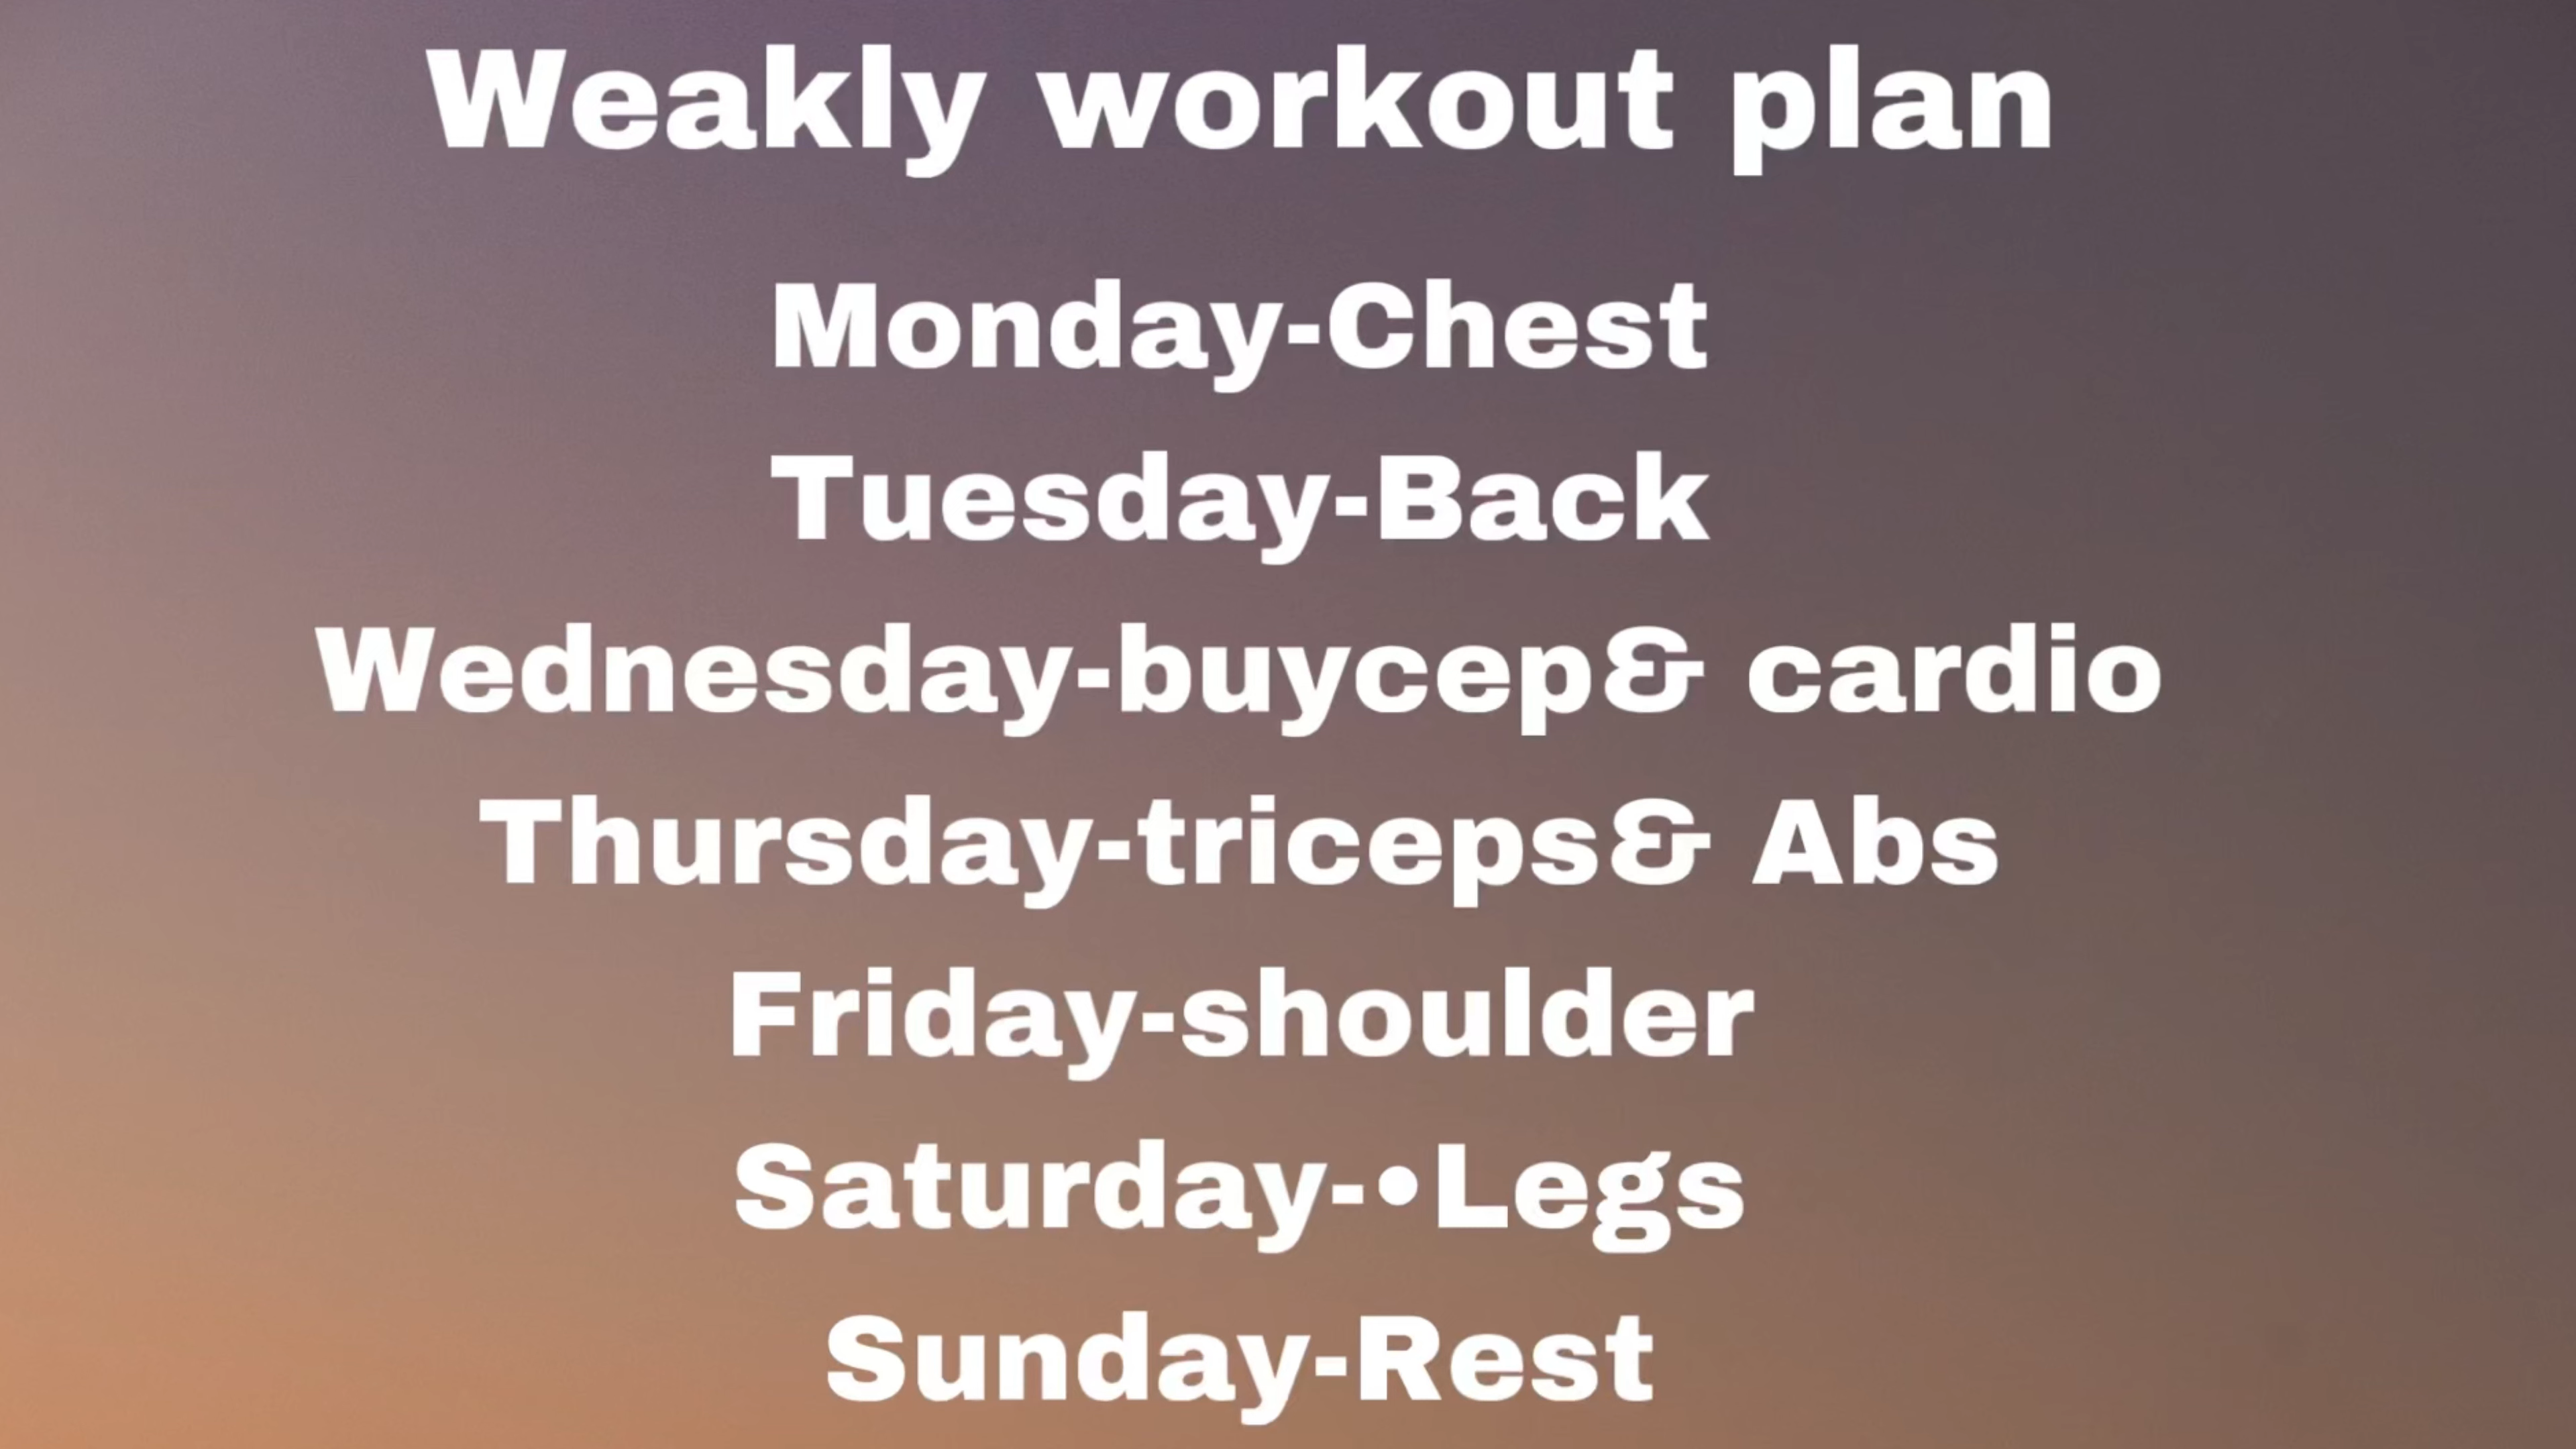 Weakly workout plan
Monday-Chest
Tuesday-Back
Wednesday-buycep& cardio
Thursday-triceps& Abs
Friday-shoulder
Saturday-•Legs
Sunday-Rest